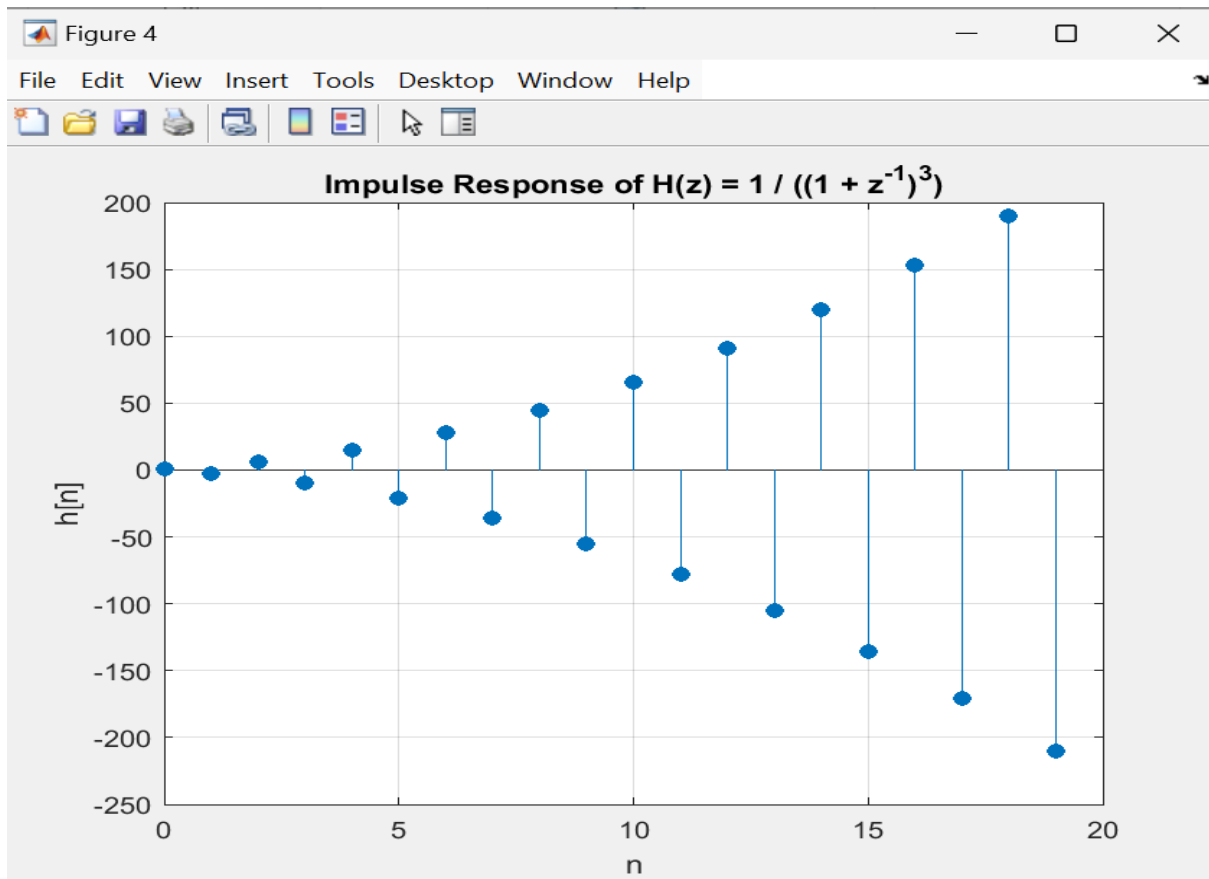 Figure 4
File Edit View Insert Tools Desktop Window Help
Impulse Response of H(z) = 1 / ((1 + z⁻¹)³)
200
150
100
50
0
-50
-100
-150
-200
-250
h[n]
0 5 10 15 20
n